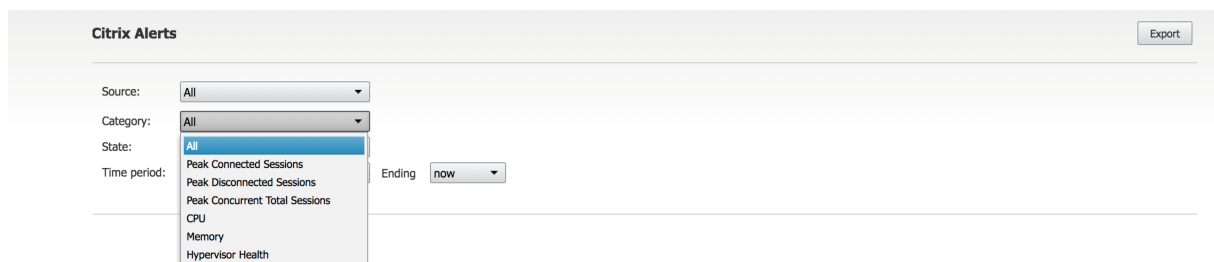 Citrix Alerts
Export
Source: All
Category: All
State: All
Time period: Peak Connected Sessions
Peak Disconnected Sessions Ending now
Peak Concurrent Total Sessions
CPU
Memory
Hypervisor Health